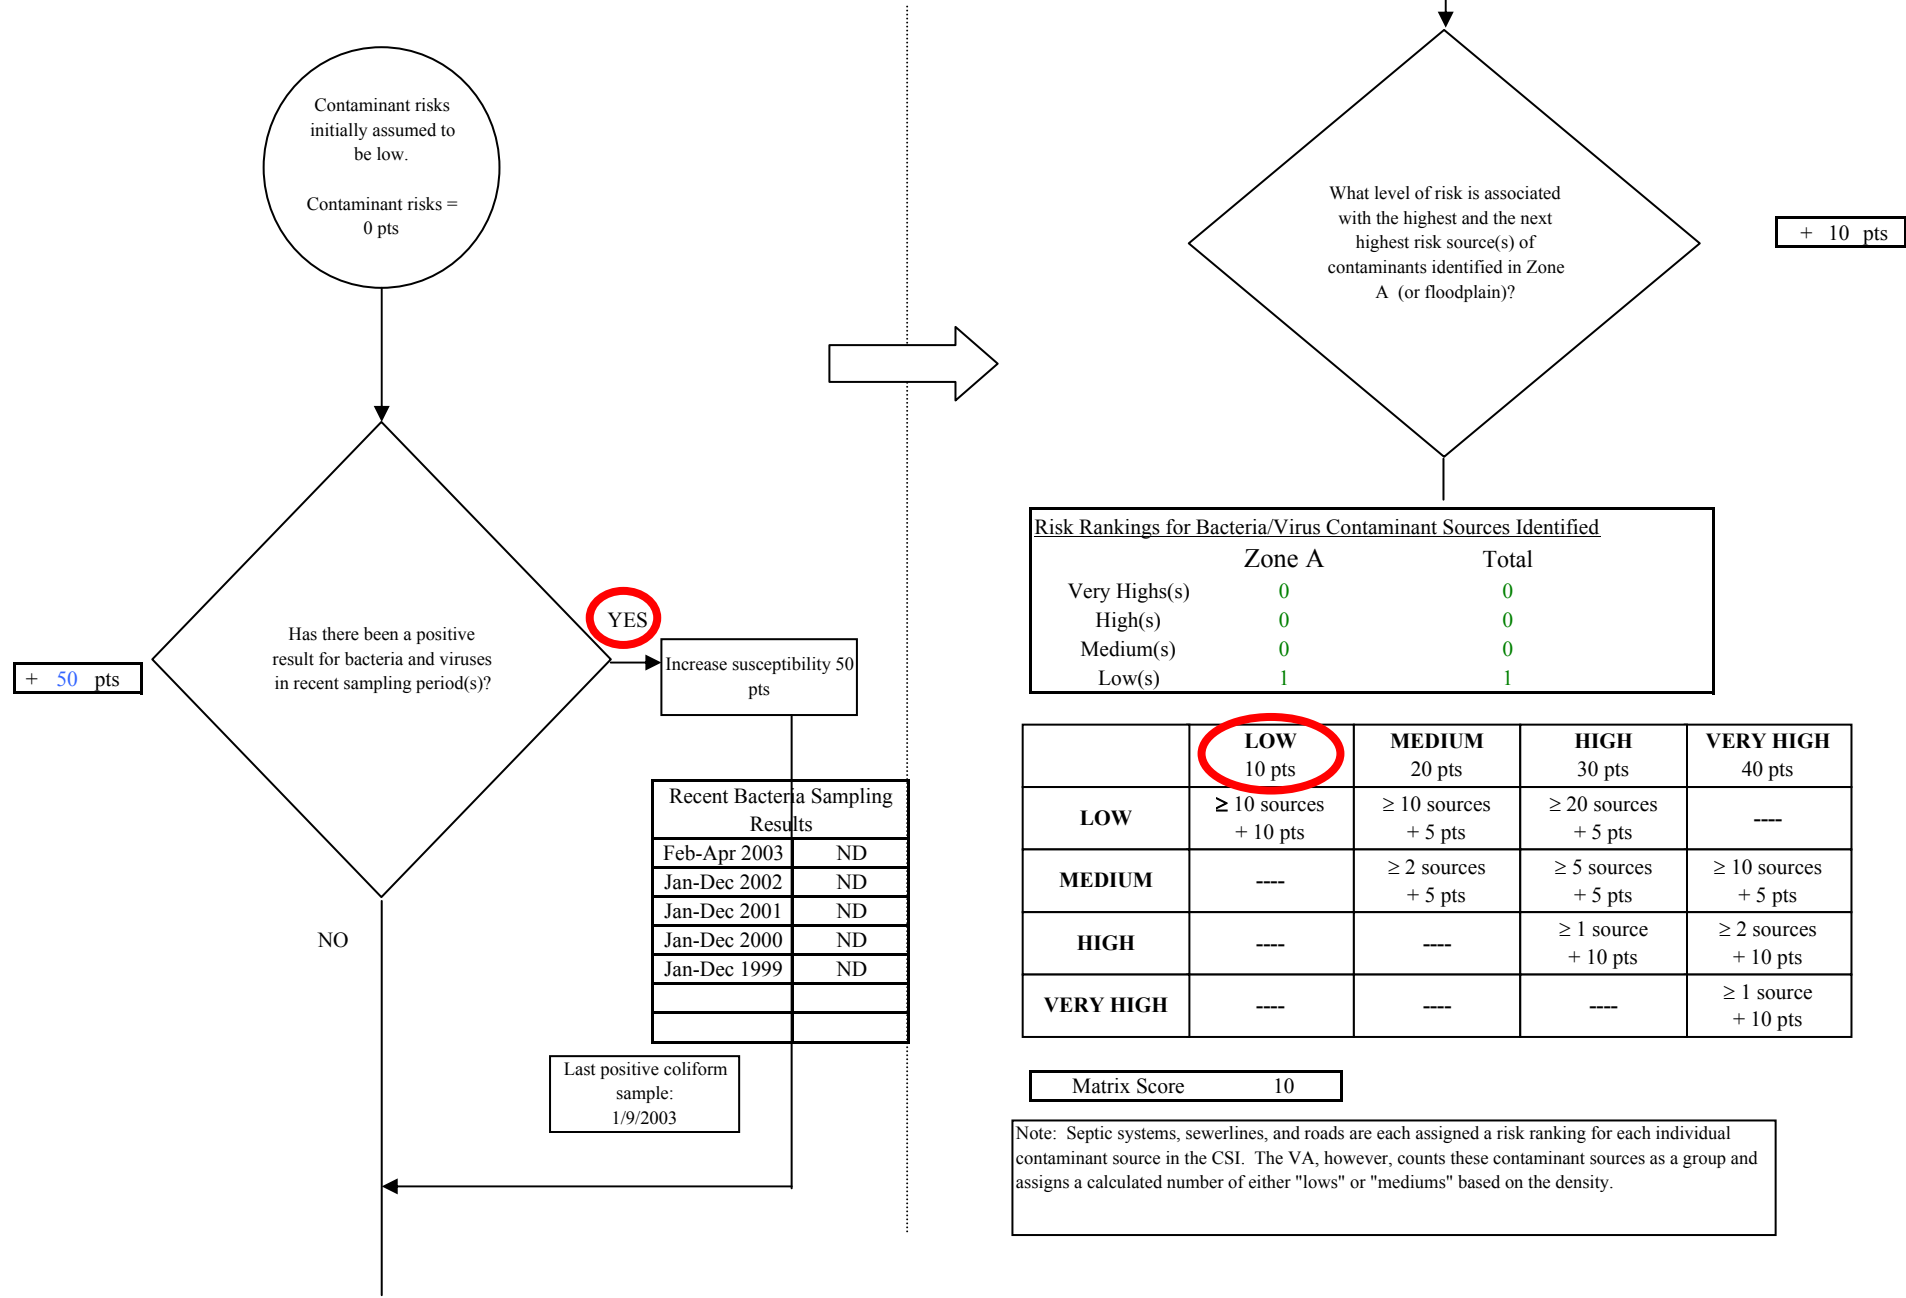 Contaminant risks
initially assumed to
be low.
Contaminant risks =
0 pts
Has there been a positive
result for bacteria and viruses
in recent sampling period(s)?
+ 50 pts
YES
Increase susceptibility 50
pts
Recent Bacteria Sampling
Results
Feb-Apr 2003 ND
Jan-Dec 2002 ND
Jan-Dec 2001 ND
Jan-Dec 2000 ND
Jan-Dec 1999 ND
NO
Last positive coliform
sample:
1/9/2003
What level of risk is associated
with the highest and the next
highest risk source(s) of
contaminants identified in Zone
A (or floodplain)?
+ 10 pts
Risk Rankings for Bacteria/Virus Contaminant Sources Identified
Zone A Total
Very Highs(s) 0 0
High(s) 0 0
Medium(s) 0 0
Low(s) 1 1
LOW MEDIUM HIGH VERY HIGH
10 pts 20 pts 30 pts 40 pts
LOW ≥ 10 sources + 10 pts ≥ 10 sources + 5 pts ≥ 20 sources + 5 pts ----
MEDIUM ---- ≥ 2 sources + 5 pts ≥ 5 sources + 5 pts ≥ 10 sources + 5 pts
HIGH ---- ---- ≥ 1 source + 10 pts ≥ 2 sources + 10 pts
VERY HIGH ---- ---- ---- ≥ 1 source + 10 pts
Matrix Score 10
Note: Septic systems, sewerlines, and roads are each assigned a risk ranking for each individual
contaminant source in the CSI. The VA, however, counts these contaminant sources as a group and
assigns a calculated number of either "lows" or "mediums" based on the density.